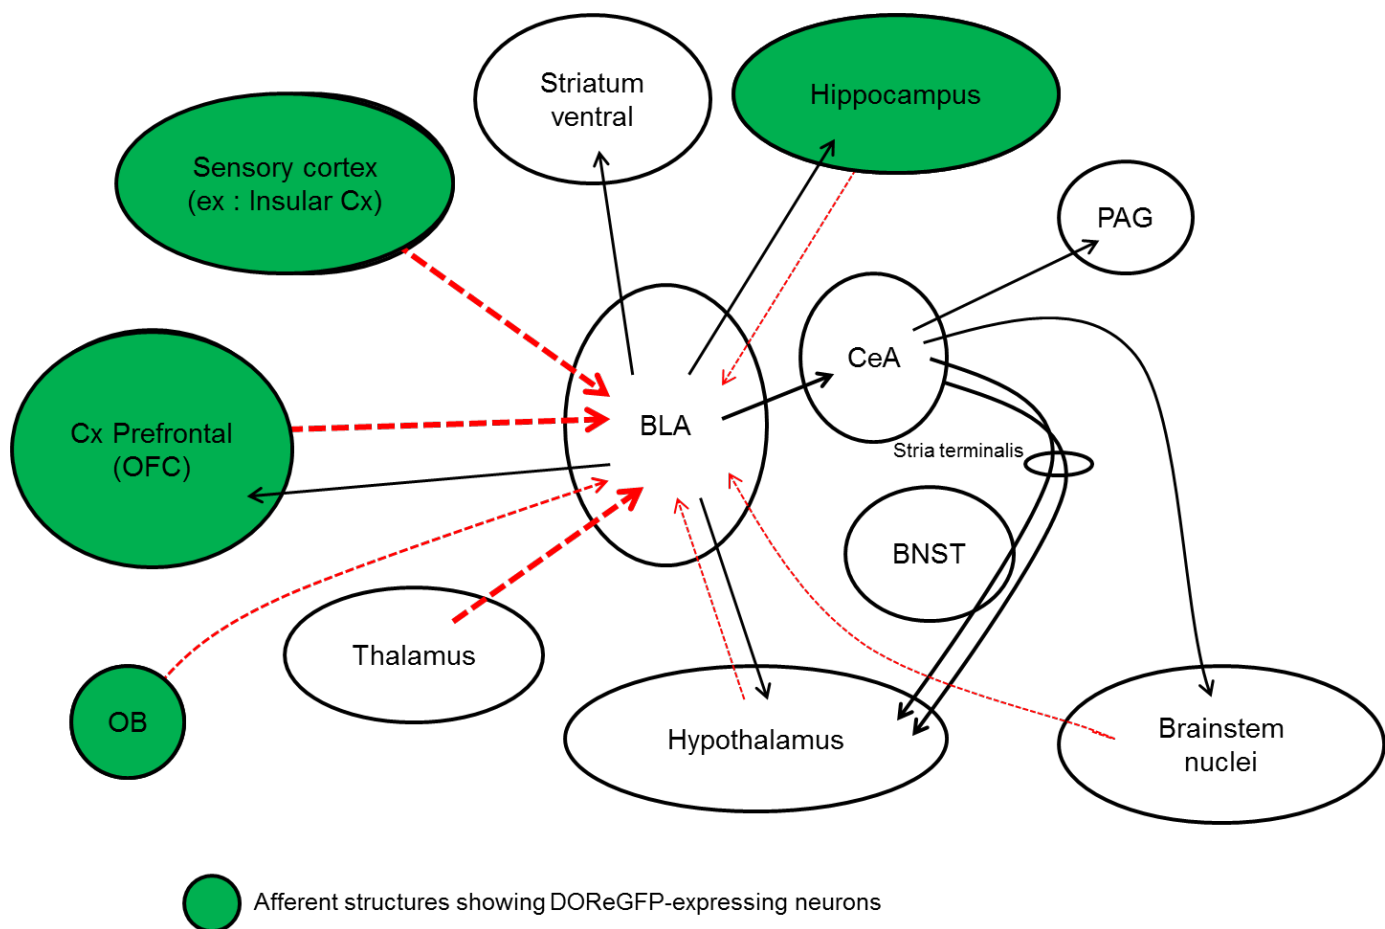 Striatum
ventral
Hippocampus
Sensory cortex
(ex : Insular Cx)
PAG
CeA
Cx Prefrontal
(OFC)
BLA
Stria terminalis
BNST
Thalamus
OB
Hypothalamus
Brainstem
nuclei
Afferent structures showing DOReGFP-expressing neurons